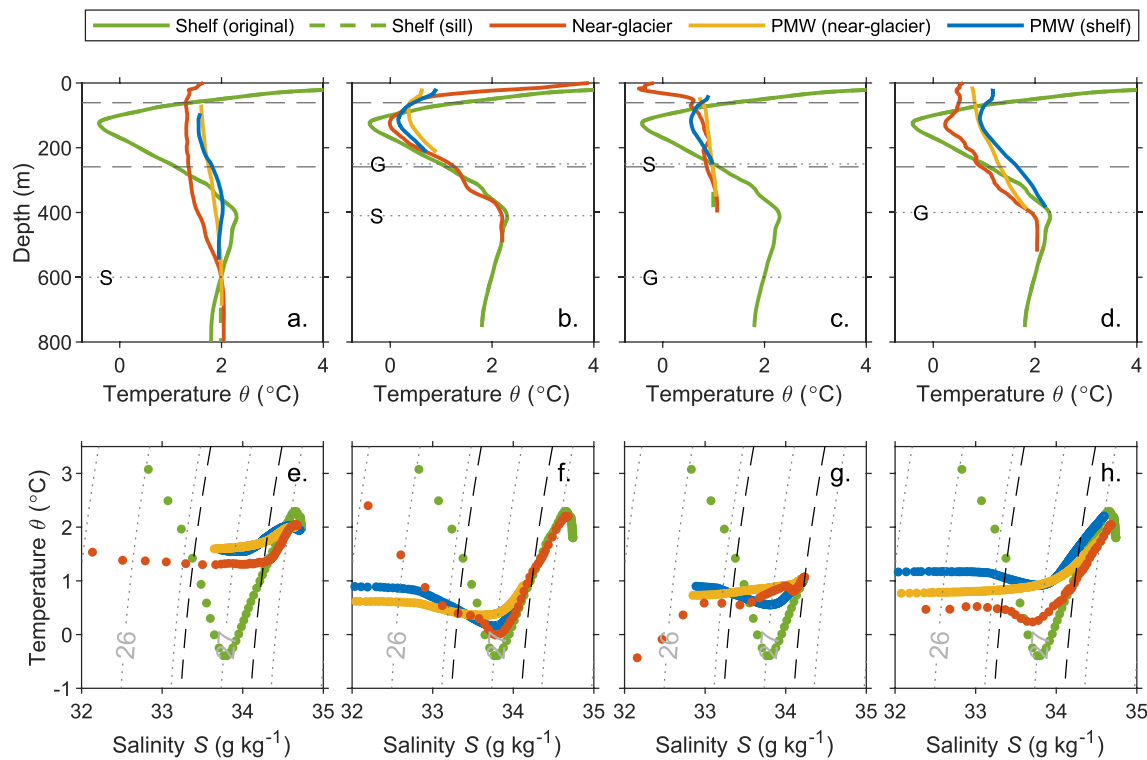 Shelf (original) Shelf (sill) Near-glacier PMW (near-glacier) PMW (shelf)
0
200
400
600
800
Depth (m)
S
a.
0 2 4
Temperature θ (°C)
G
S
b.
0 2 4
Temperature θ (°C)
S
G
c.
0 2 4
Temperature θ (°C)
G
d.
0 2 4
Temperature θ (°C)
3
2
1
0
-1
Temperature θ (°C)
e.
26
27
32 33 34 35
Salinity S (g kg⁻¹)
f.
26
27
32 33 34 35
Salinity S (g kg⁻¹)
g.
26
27
32 33 34 35
Salinity S (g kg⁻¹)
h.
26
27
32 33 34 35
Salinity S (g kg⁻¹)